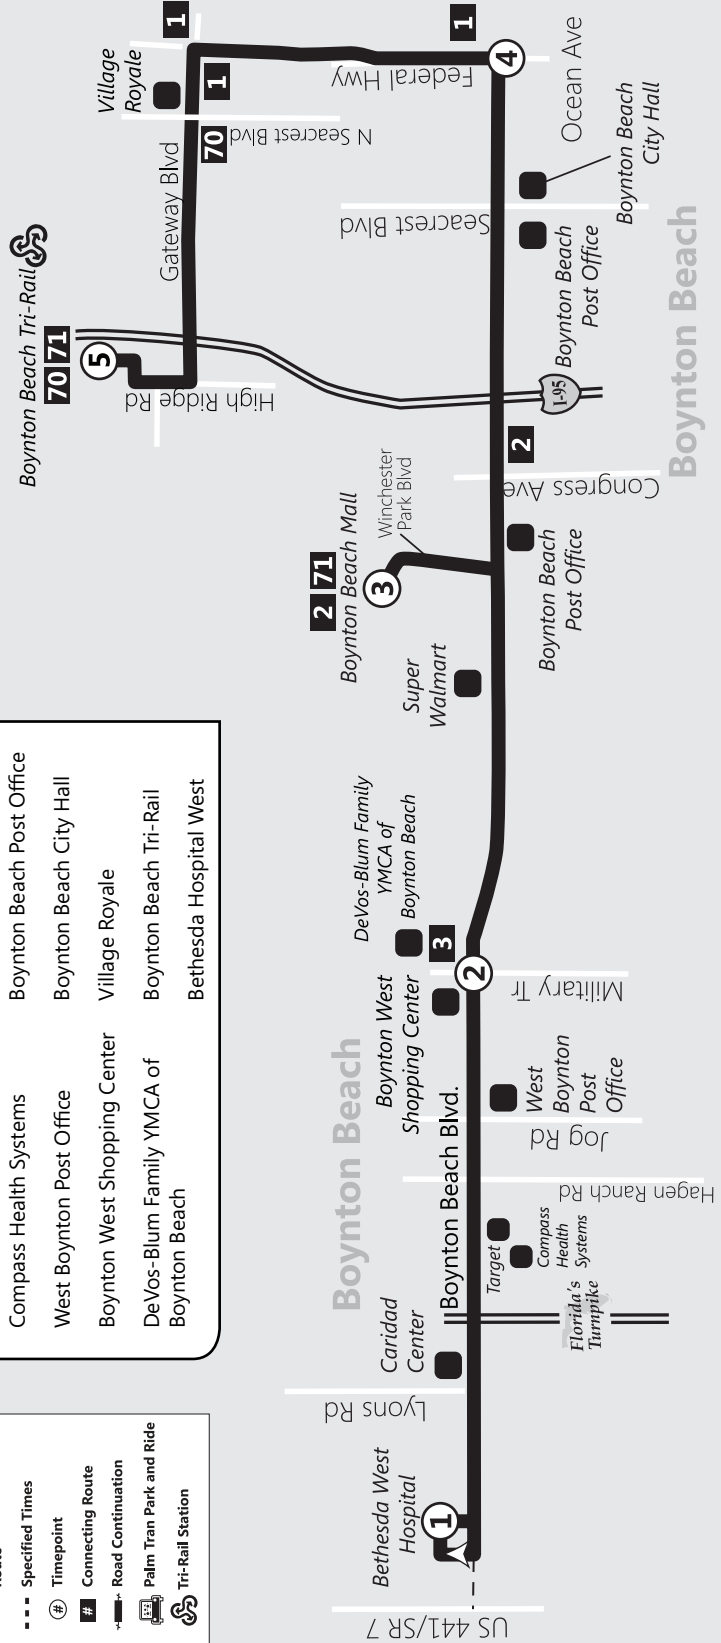 Boynton Beach Post Office
Boynton Beach City Hall
Village Royale
Boynton Beach Tri-Rail
Bethesda Hospital West
Compass Health Systems
West Boynton Post Office
Boynton West Shopping Center
DeVos-Blum Family YMCA of
Boynton Beach
Specified Times
# Timepoint
# Connecting Route
Road Continuation
Palm Tran Park and Ride
Tri-Rail Station
US 441/SR 7
Bethesda West
Hospital
1
Lyons Rd
Caridad
Center
Florida's
Turnpike
Boynton Beach Blvd.
Target
Compass
Health
Systems
Hagen Ranch Rd
Jog Rd
West
Boynton
Post
Office
Boynton Beach
Boynton West
Shopping Center
Military Tr
2
3
DeVos-Blum Family
YMCA of
Boynton Beach
Super
Walmart
2 71
Boynton Beach Mall
3
Winchester
Park Blvd
Boynton Beach
Post Office
Congress Ave
2
I-95
Boynton Beach
Boynton Beach
Post Office
Seacrest Blvd
Boynton Beach
City Hall
Ocean Ave
4
1
Federal Hwy
1
1
Village
Royale
N Seacrest Blvd
70
Gateway Blvd
High Ridge Rd
5
70 71
Boynton Beach Tri-Rail